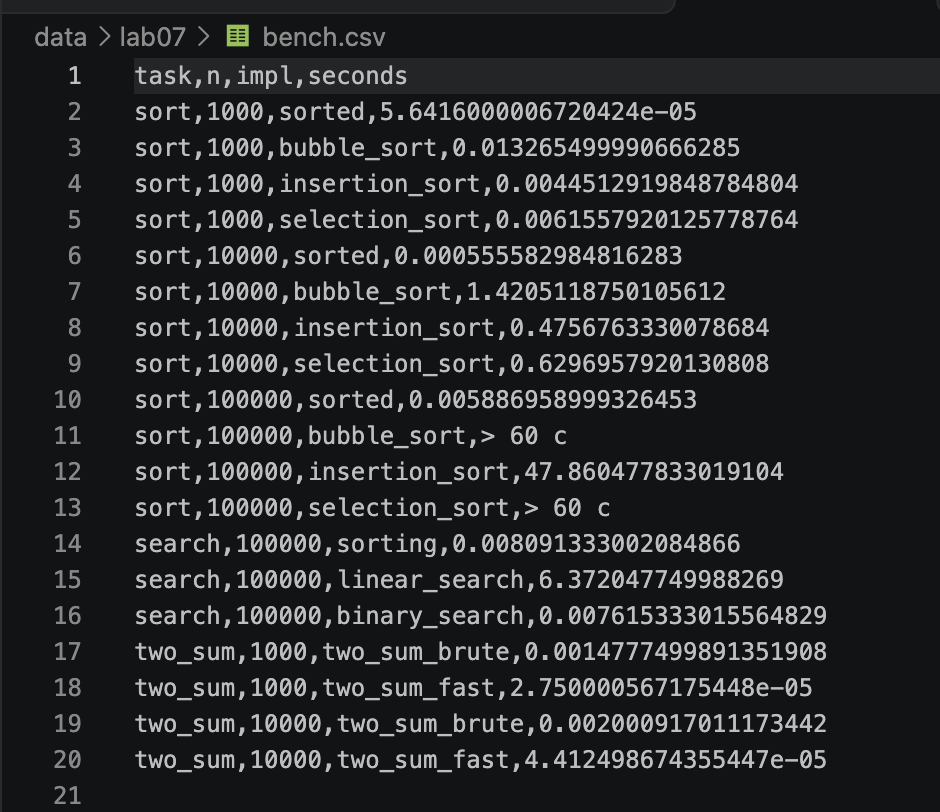 data > lab07 > bench.csv
1 task,n,impl,seconds
2 sort,1000,sorted,5.6416000006720424e-05
3 sort,1000,bubble_sort,0.013265499990666285
4 sort,1000,insertion_sort,0.0044512919848784804
5 sort,1000,selection_sort,0.0061557920125778764
6 sort,10000,sorted,0.000555582984816283
7 sort,10000,bubble_sort,1.4205118750105612
8 sort,10000,insertion_sort,0.4756763330078684
9 sort,10000,selection_sort,0.6296957920130808
10 sort,100000,sorted,0.005886958999326453
11 sort,100000,bubble_sort,> 60 c
12 sort,100000,insertion_sort,47.860477833019104
13 sort,100000,selection_sort,> 60 c
14 search,100000,sorting,0.008091333002084866
15 search,100000,linear_search,6.372047749988269
16 search,100000,binary_search,0.007615333015564829
17 two_sum,1000,two_sum_brute,0.0014777499891351908
18 two_sum,1000,two_sum_fast,2.750000567175448e-05
19 two_sum,10000,two_sum_brute,0.002000917011173442
20 two_sum,10000,two_sum_fast,4.412498674355447e-05
21